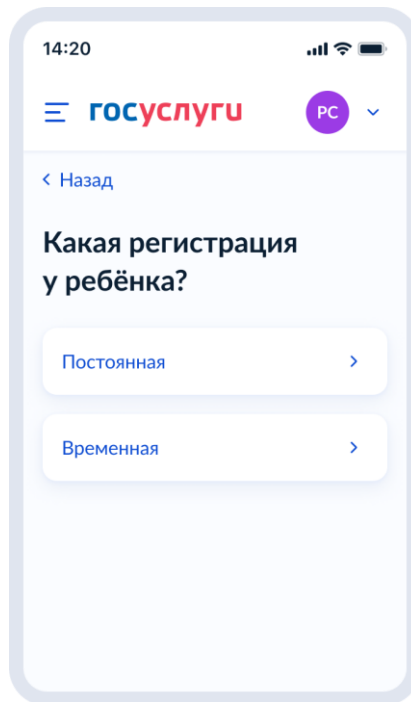 14:20
госуслуги
РС
Назад
Какая регистрация
у ребёнка?
Постоянная
Временная